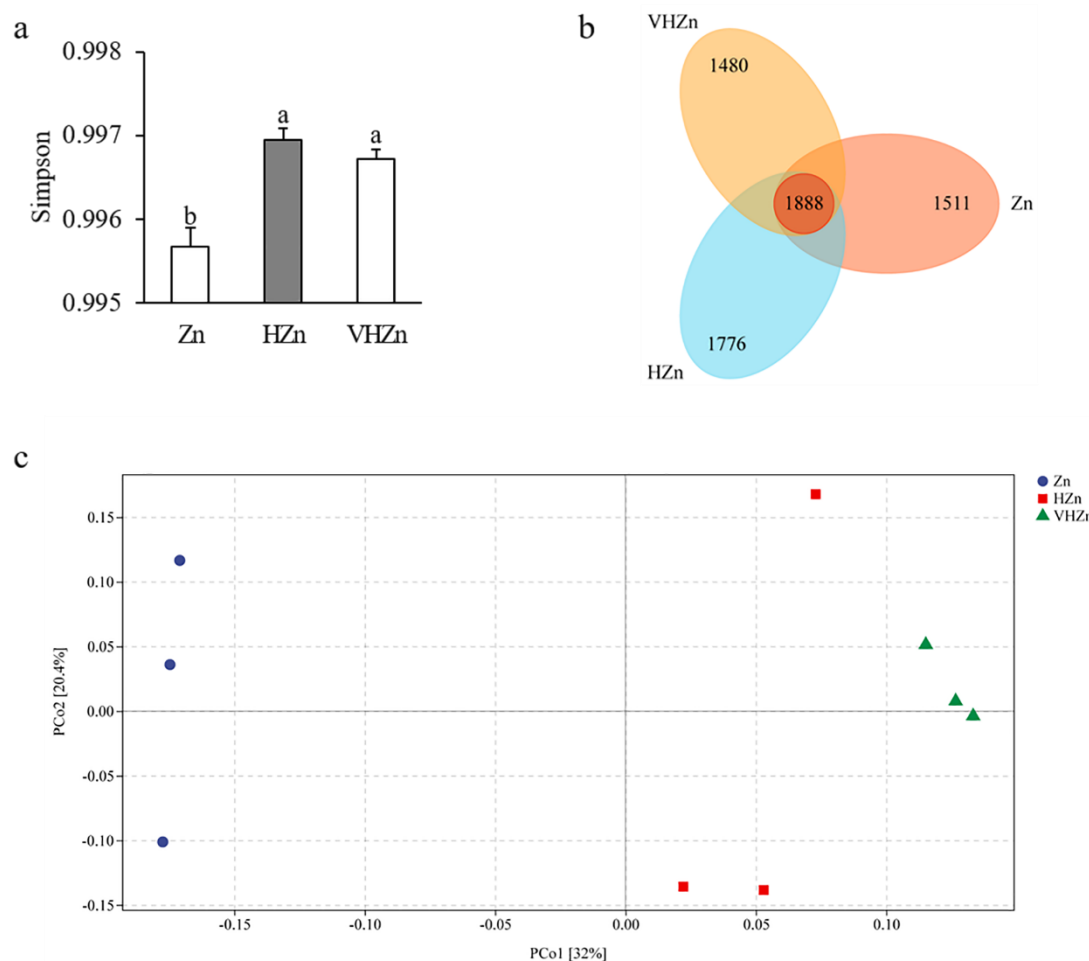 a
0.998
0.997
0.996
0.995
Simpson
b
a
a
Zn
HZn
VHZn
b
VHZn
1480
1888
1511
Zn
1776
HZn
c
Zn
HZn
VHZn
0.15
0.10
0.05
0.00
-0.05
-0.10
-0.15
PCo2 [20.4%]
-0.15
-0.10
-0.05
0.00
0.05
0.10
PCo1 [32%]